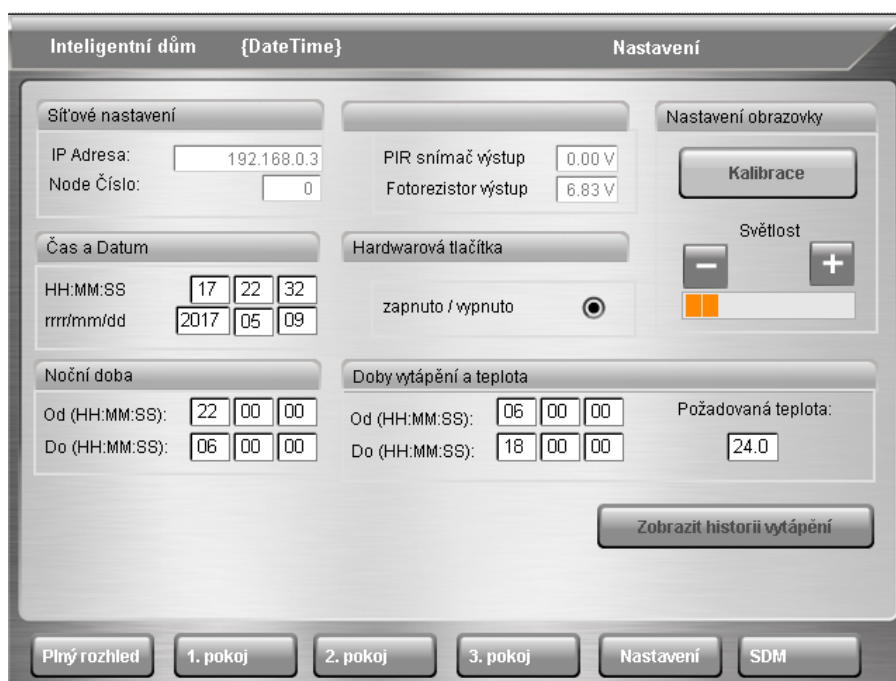 Inteligentní dům {DateTime} Nastavení
Síťové nastavení
IP Adresa: 192.168.0.3
Node Číslo: 0
PIR snímač výstup 0.00 V
Fotorezistor výstup 6.83 V
Nastavení obrazovky
Kalibrace
Světlost
− +
Čas a Datum
HH:MM:SS 17 22 32
rrrr/mm/dd 2017 05 09
Hardwarová tlačítka
zapnuto / vypnuto
Noční doba
Od (HH:MM:SS): 22 00 00
Do (HH:MM:SS): 06 00 00
Doby vytápění a teplota
Od (HH:MM:SS): 06 00 00
Do (HH:MM:SS): 18 00 00
Požadovaná teplota:
24.0
Zobrazit historii vytápění
Plný rozhled 1. pokoj 2. pokoj 3. pokoj Nastavení SDM